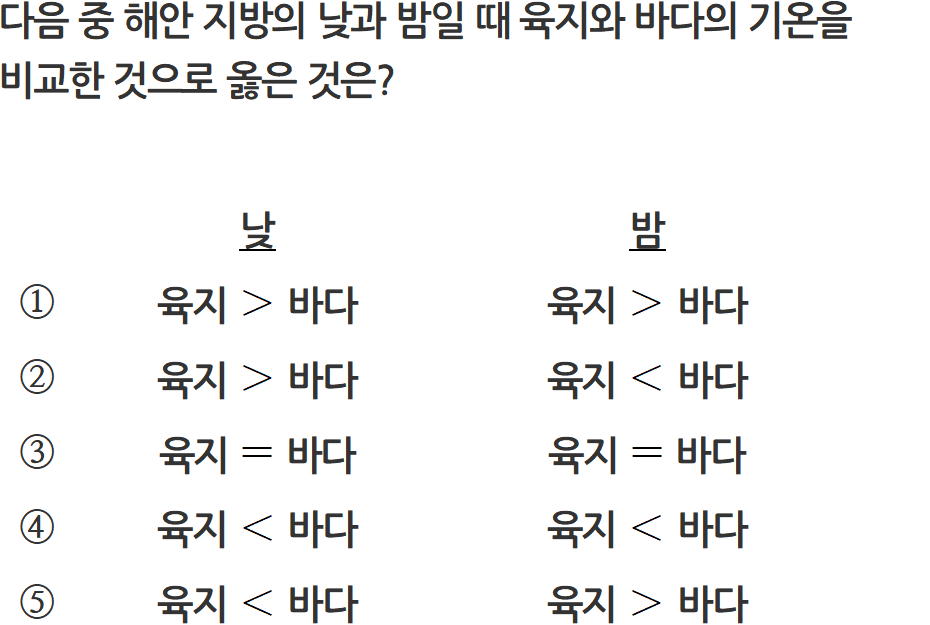 다음 중 해안 지방의 낮과 밤일 때 육지와 바다의 기온을
비교한 것으로 옳은 것은?
낮 밤
① 육지 > 바다 육지 > 바다
② 육지 > 바다 육지 < 바다
③ 육지 = 바다 육지 = 바다
④ 육지 < 바다 육지 < 바다
⑤ 육지 < 바다 육지 > 바다